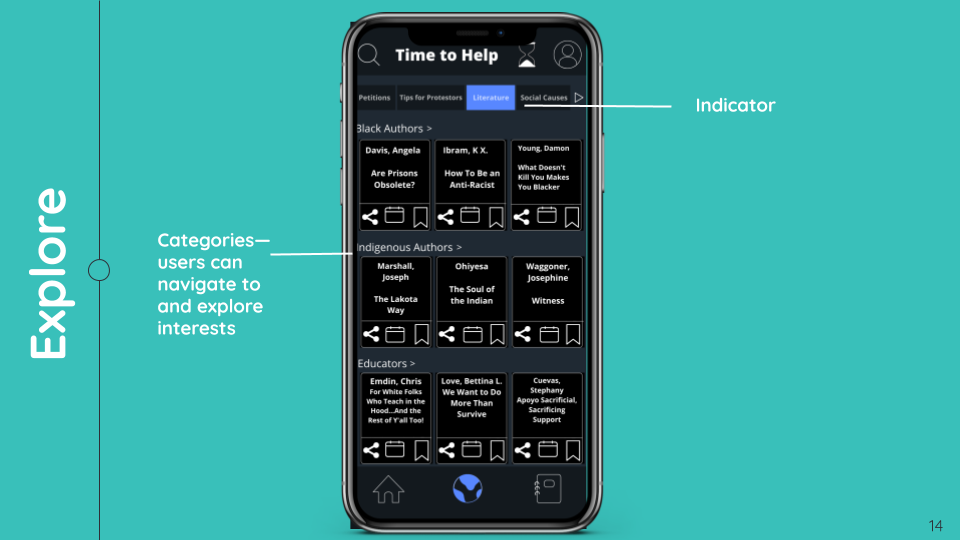 Explore
Categories—
users can
navigate to
and explore
interests
Time to Help
Petitions Tips for Protestors Literature Social Causes
Indicator
Black Authors >
Davis, Angela
Are Prisons
Obsolete?
Ibram, K X.
How To Be an
Anti-Racist
Young, Damon
What Doesn't
Kill You Makes
You Blacker
Indigenous Authors >
Marshall,
Joseph
The Lakota
Way
Ohiyesa
The Soul of
the Indian
Waggoner,
Josephine
Witness
Educators >
Emdin, Chris
For White Folks
Who Teach in the
Hood...And the
Rest of Y'all Too!
Love, Bettina L.
We Want to Do
More Than
Survive
Cuevas,
Stephany
Apoyo Sacrificial,
Sacrificing
Support
14